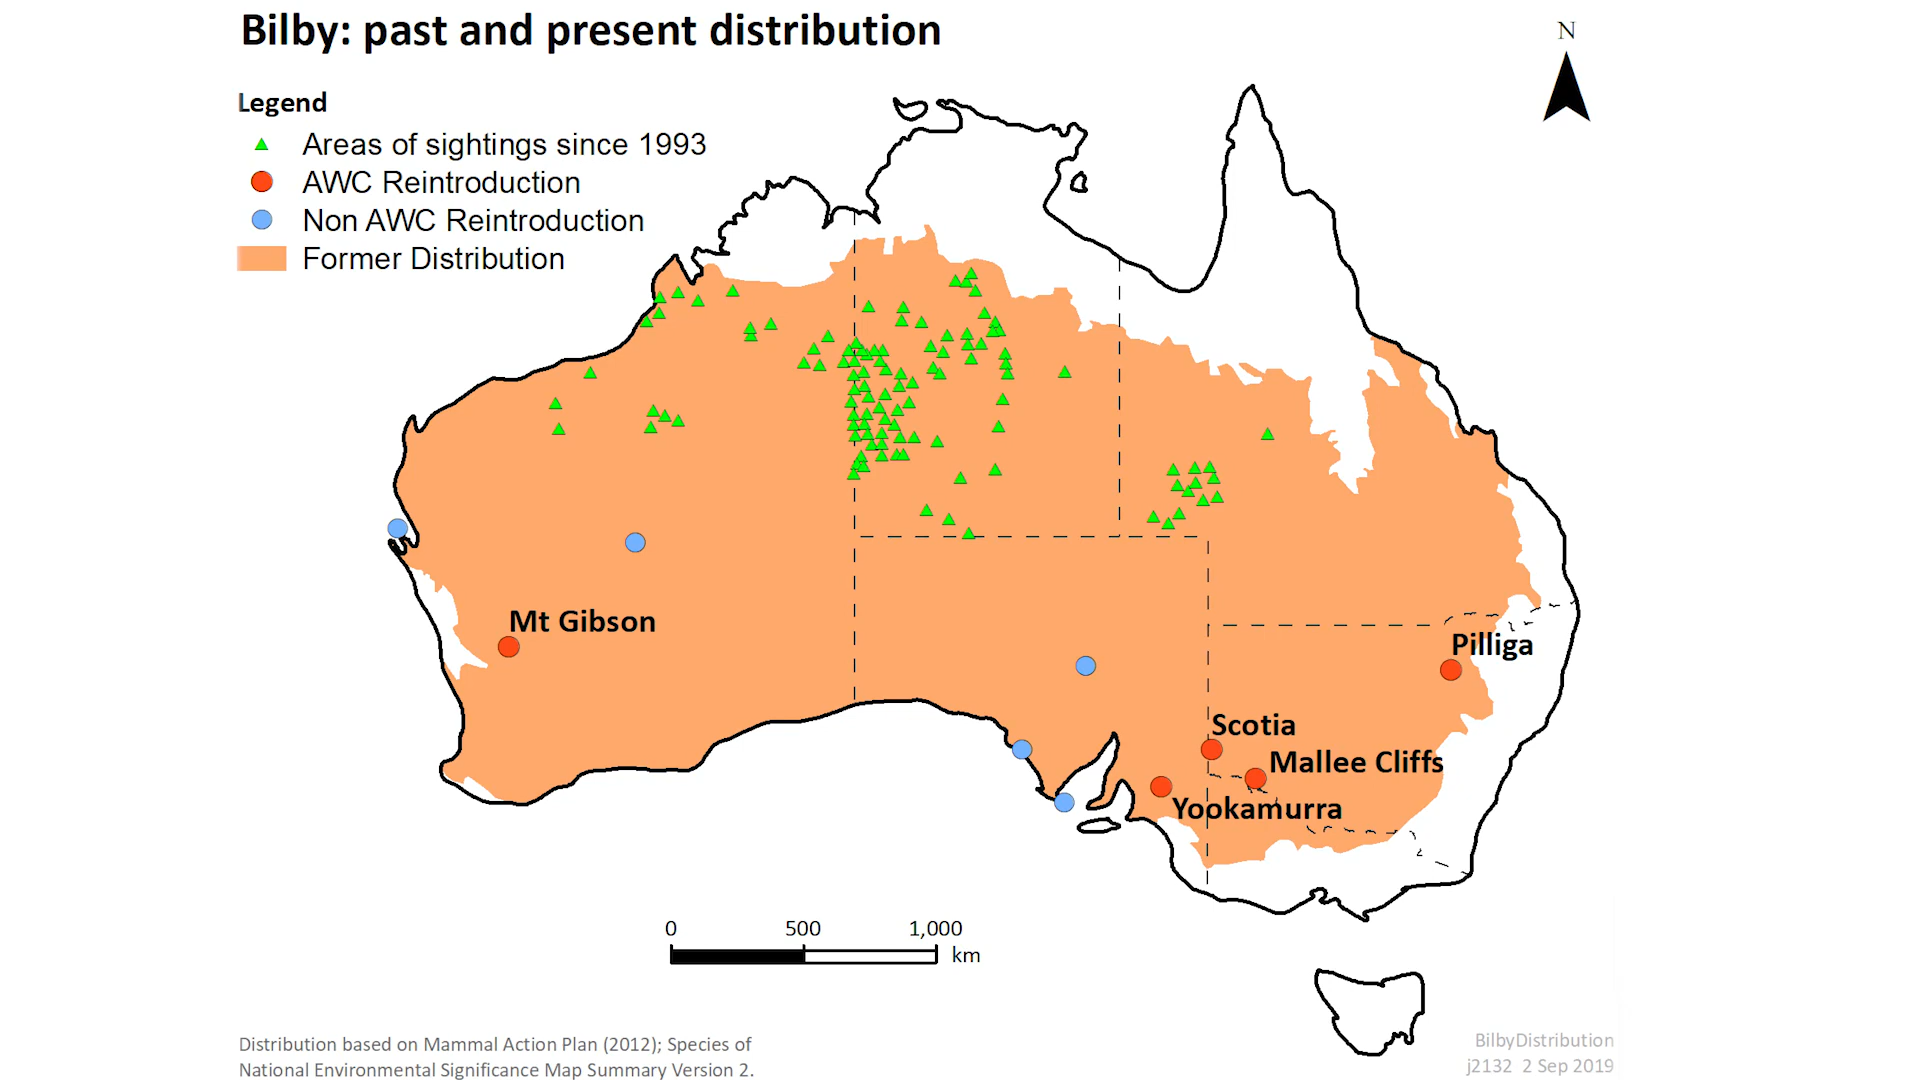 Bilby: past and present distribution
N
Legend
Areas of sightings since 1993
AWC Reintroduction
Non AWC Reintroduction
Former Distribution
Mt Gibson
Pilliga
Scotia
Mallee Cliffs
Yookamurra
0 500 1,000
km
Distribution based on Mammal Action Plan (2012); Species of
National Environmental Significance Map Summary Version 2.
BilbyDistribution
j2132 2 Sep 2019